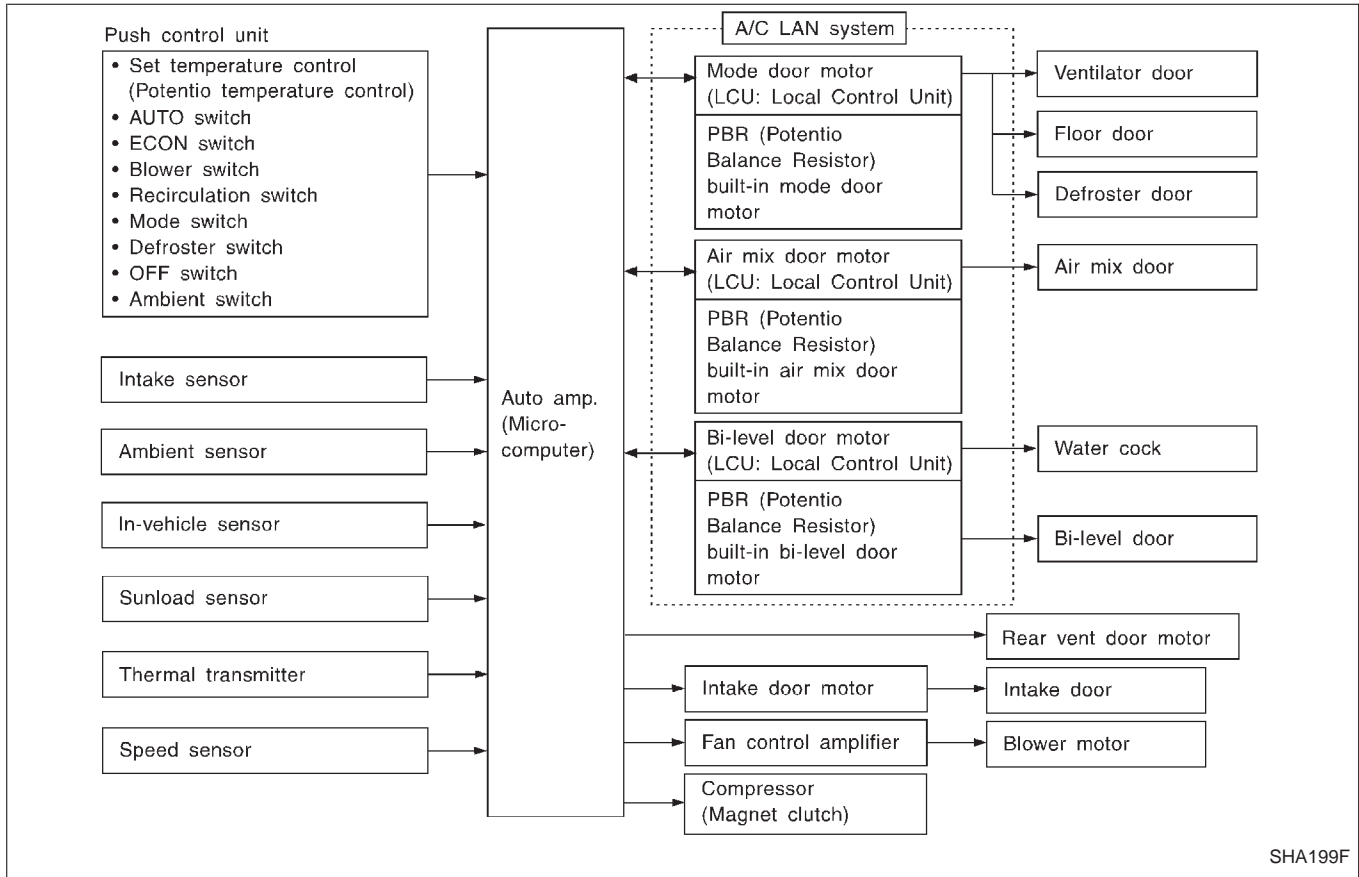 Push control unit
• Set temperature control
(Potentio temperature control)
• AUTO switch
• ECON switch
• Blower switch
• Recirculation switch
• Mode switch
• Defroster switch
• OFF switch
• Ambient switch
Intake sensor
Ambient sensor
In-vehicle sensor
Sunload sensor
Thermal transmitter
Speed sensor
Auto amp.
(Micro-
computer)
A/C LAN system
Mode door motor
(LCU: Local Control Unit)
PBR (Potentio
Balance Resistor)
built-in mode door
motor
Air mix door motor
(LCU: Local Control Unit)
PBR (Potentio
Balance Resistor)
built-in air mix door
motor
Bi-level door motor
(LCU: Local Control Unit)
PBR (Potentio
Balance Resistor)
built-in bi-level door
motor
Ventilator door
Floor door
Defroster door
Air mix door
Water cock
Bi-level door
Rear vent door motor
Intake door motor
Intake door
Fan control amplifier
Blower motor
Compressor
(Magnet clutch)
SHA199F